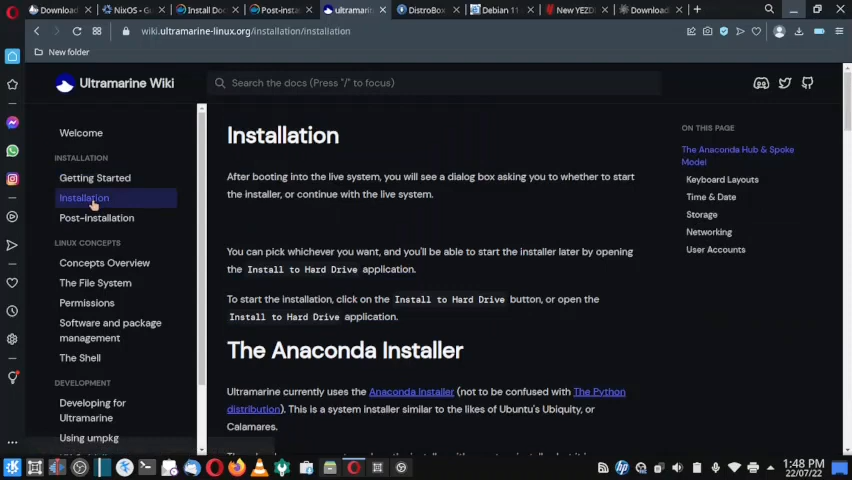 Download
NixOS - Go
Install Doc
Post-insta
ultramarin
DistroBox
Debian 11
New YEZD
Download
wiki.ultramarine-linux.org/installation/installation
New folder
Ultramarine Wiki
Search the docs (Press "/" to focus)
Welcome
INSTALLATION
Getting Started
Installation
Post-Installation
LINUX CONCEPTS
Concepts Overview
The File System
Permissions
Software and package
management
The Shell
DEVELOPMENT
Developing for
Ultramarine
Using umpkg
Installation
After booting into the live system, you will see a dialog box asking you to whether to start
the installer, or continue with the live system.
You can pick whichever you want, and you'll be able to start the installer later by opening
the Install to Hard Drive application.
To start the installation, click on the Install to Hard Drive button, or open the
Install to Hard Drive application.
The Anaconda Installer
Ultramarine currently uses the Anaconda Installer (not to be confused with The Python
distribution). This is a system installer similar to the likes of Ubuntu's Ubiquity, or
Calamares.
ON THIS PAGE
The Anaconda Hub & Spoke
Model
Keyboard Layouts
Time & Date
Storage
Networking
User Accounts
1:48 PM
22/07/22